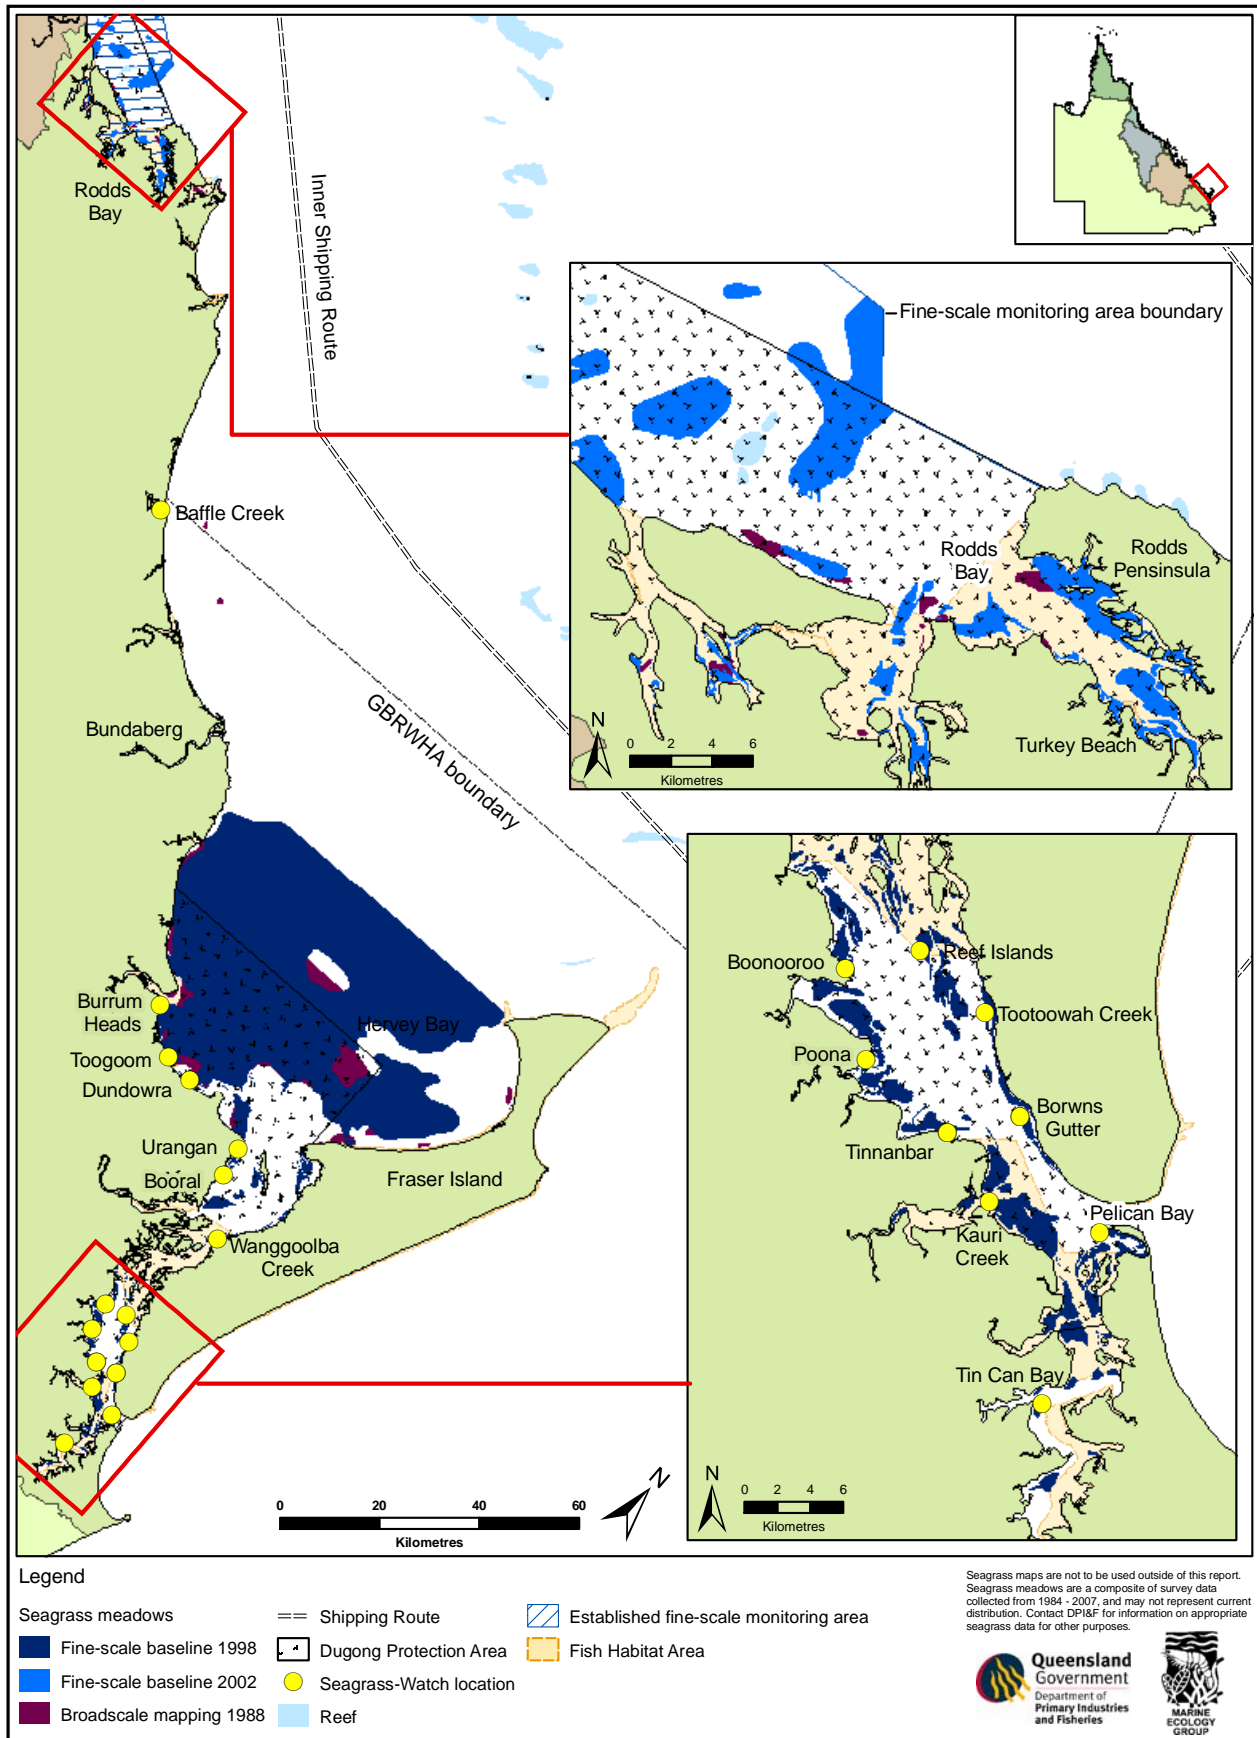 Rodds
Bay
Inner Shipping Route
Fine-scale monitoring area boundary
Rodds
Bay
Rodds
Pensinsula
Turkey Beach
N
0 2 4 6
Kilometres
Baffle Creek
Bundaberg
GBRWHA boundary
Burrum
Heads
Hervey Bay
Toogoom
Dundowra
Urangan
Booral
Fraser Island
Wanggoolba
Creek
Boonooroo
Reef Islands
Tootoowah Creek
Poona
Borwns
Gutter
Tinnanbar
Pelican Bay
Kauri
Creek
Tin Can Bay
N
0 2 4 6
Kilometres
N
0 20 40 60
Kilometres
Legend
Seagrass meadows
Fine-scale baseline 1998
Fine-scale baseline 2002
Broadscale mapping 1988
Shipping Route
Dugong Protection Area
Seagrass-Watch location
Reef
Established fine-scale monitoring area
Fish Habitat Area
Seagrass maps are not to be used outside of this report.
Seagrass meadows are a composite of survey data
collected from 1984 - 2007, and may not represent current
distribution. Contact DPI&F for information on appropriate
seagrass data for other purposes.
Queensland
Government
Department of
Primary Industries
and Fisheries
MARINE
ECOLOGY
GROUP